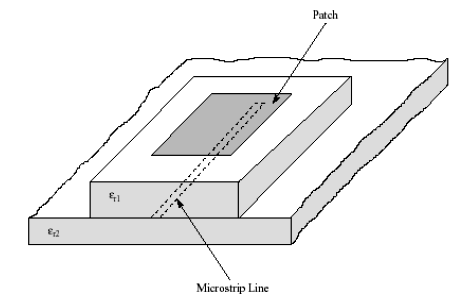 Patch
εr1
εr2
Microstrip Line